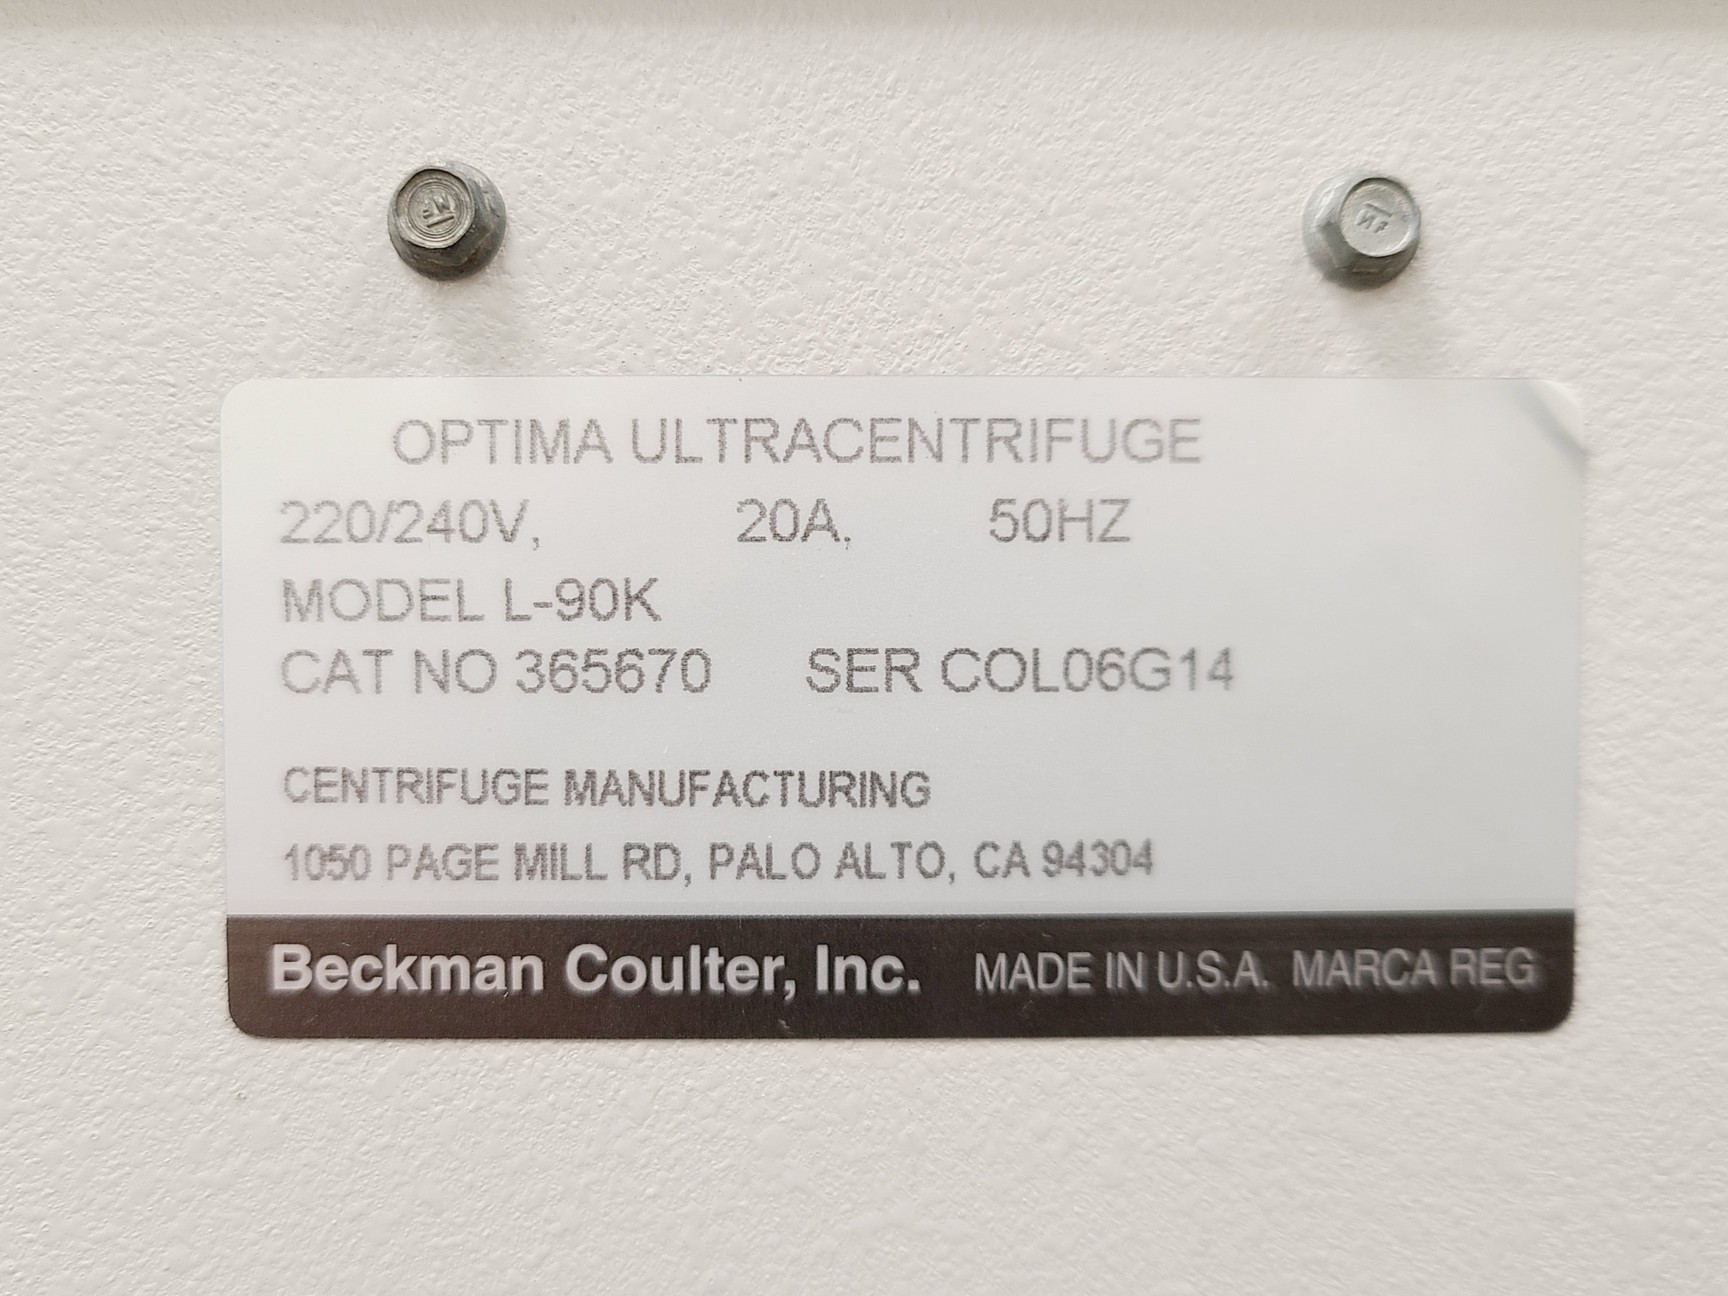 OPTIMA ULTRACENTRIFUGE
220/240V, 20A, 50HZ
MODEL L-90K
CAT NO 365670 SER COL06G14
CENTRIFUGE MANUFACTURING
1050 PAGE MILL RD, PALO ALTO, CA 94304
Beckman Coulter, Inc. MADE IN U.S.A. MARCA REG